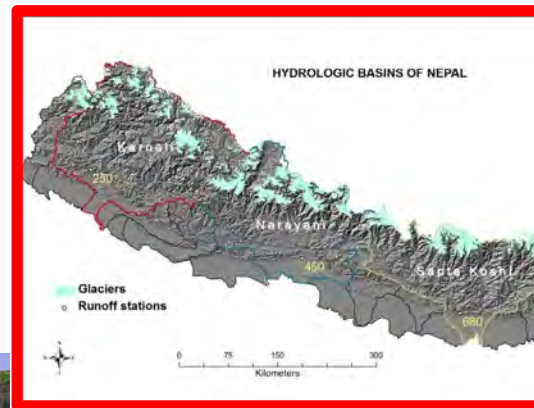 HYDROLOGIC BASINS OF NEPAL
Karnali
250
Narayani
450
Sapta Koshi
680
Glaciers
Runoff stations
0 75 150 300
Kilometers